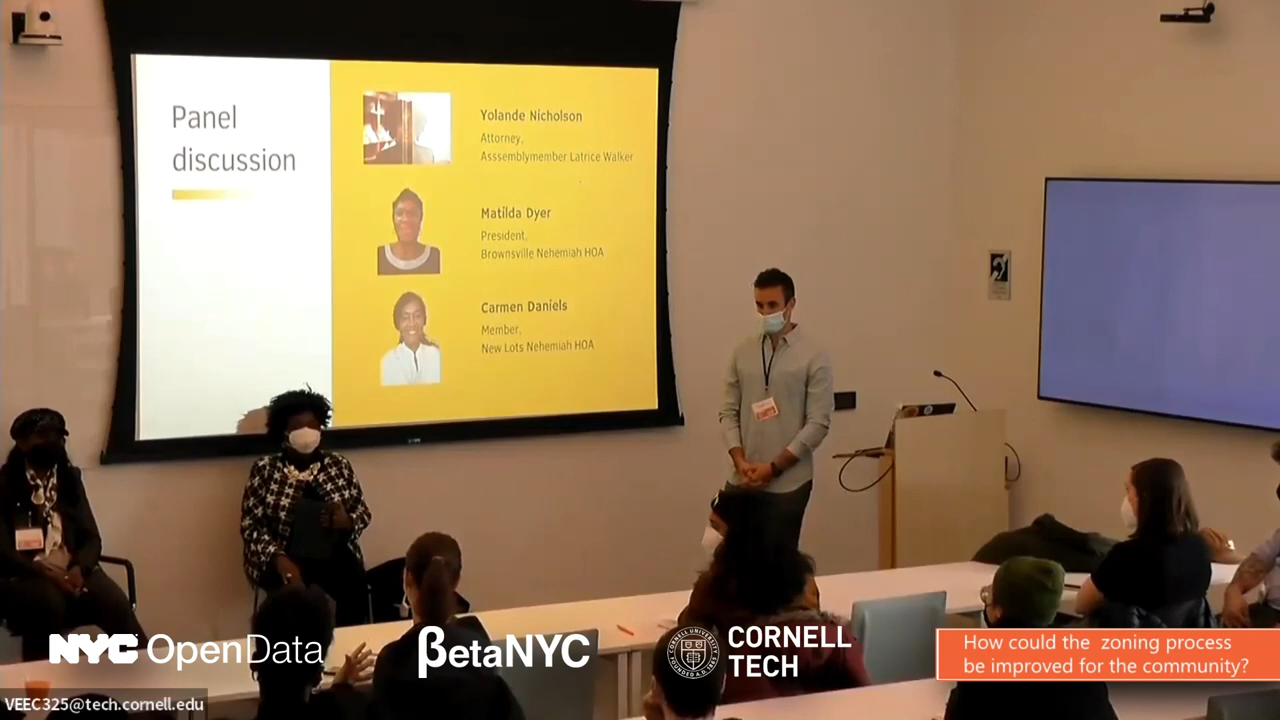 Panel
discussion
Yolande Nicholson
Attorney,
Asssemblymember Latrice Walker
Matilda Dyer
President,
Brownsville Nehemiah HOA
Carmen Daniels
Member,
New Lots Nehemiah HOA
NYC OpenData
βetaNYC
CORNELL
TECH
How could the zoning process
be improved for the community?
VEEC325@tech.cornell.edu